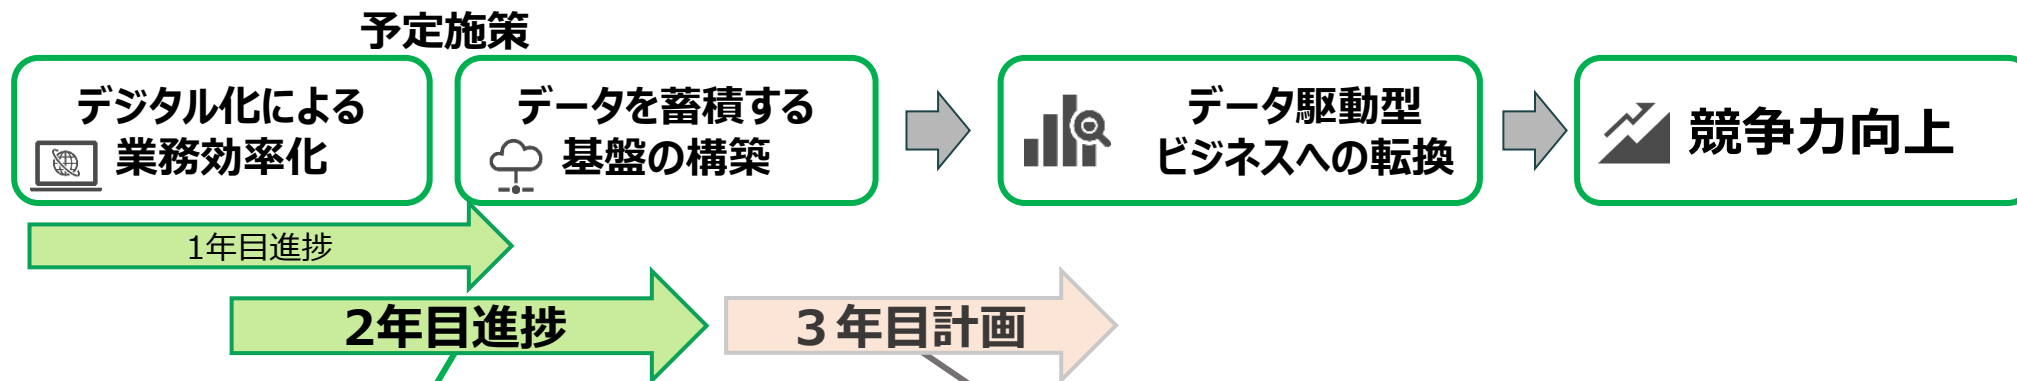 予定施策
デジタル化による
業務効率化
データを蓄積する
基盤の構築
データ駆動型
ビジネスへの転換
競争力向上
1年目進捗
2年目進捗
３年目計画